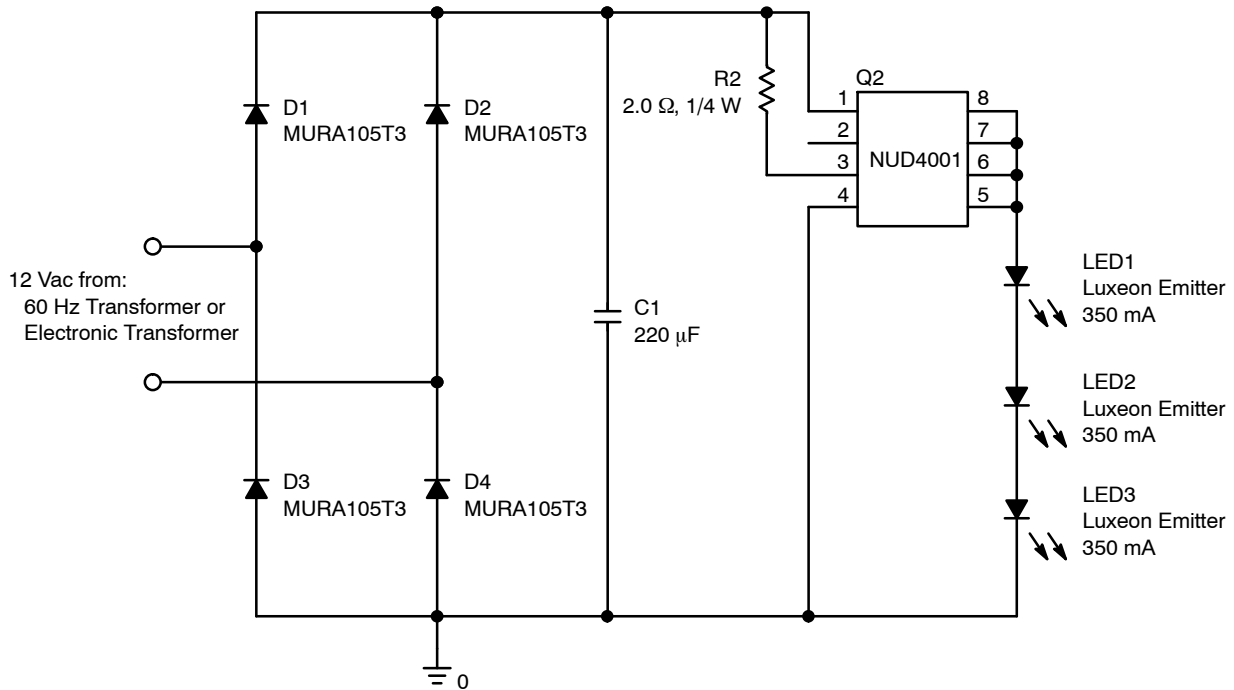 D1
MURA105T3
D2
MURA105T3
R2
2.0 Ω, 1/4 W
Q2
1
2
3
4
NUD4001
8
7
6
5
12 Vac from:
60 Hz Transformer or
Electronic Transformer
C1
220 μF
LED1
Luxeon Emitter
350 mA
LED2
Luxeon Emitter
350 mA
D3
MURA105T3
D4
MURA105T3
LED3
Luxeon Emitter
350 mA
0